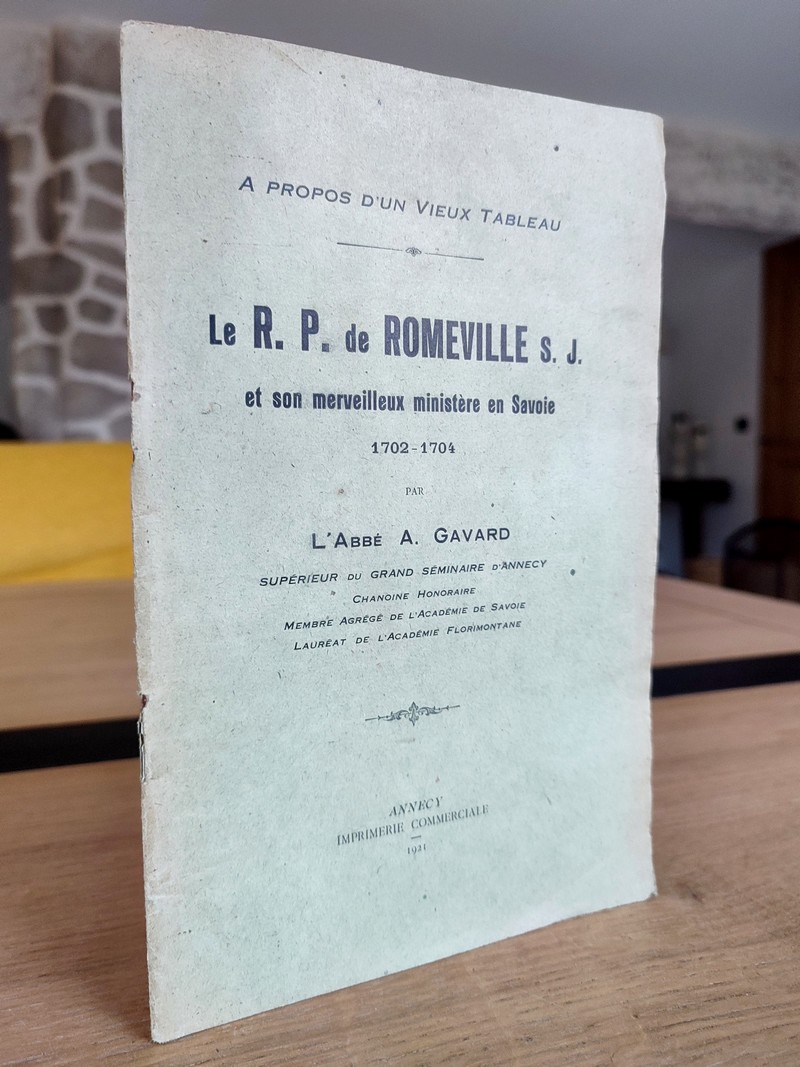 A PROPOS D'UN VIEUX TABLEAU
Le R. P. de ROMEVILLE S. J.
et son merveilleux ministère en Savoie
1702-1704
PAR
L'ABBÉ A. GAVARD
SUPÉRIEUR DU GRAND SÉMINAIRE D'ANNECY
CHANOINE HONORAIRE
MEMBRE AGRÉGÉ DE L'ACADÉMIE DE SAVOIE
LAURÉAT DE L'ACADÉMIE FLORIMONTANE
ANNECY
IMPRIMERIE COMMERCIALE
1921